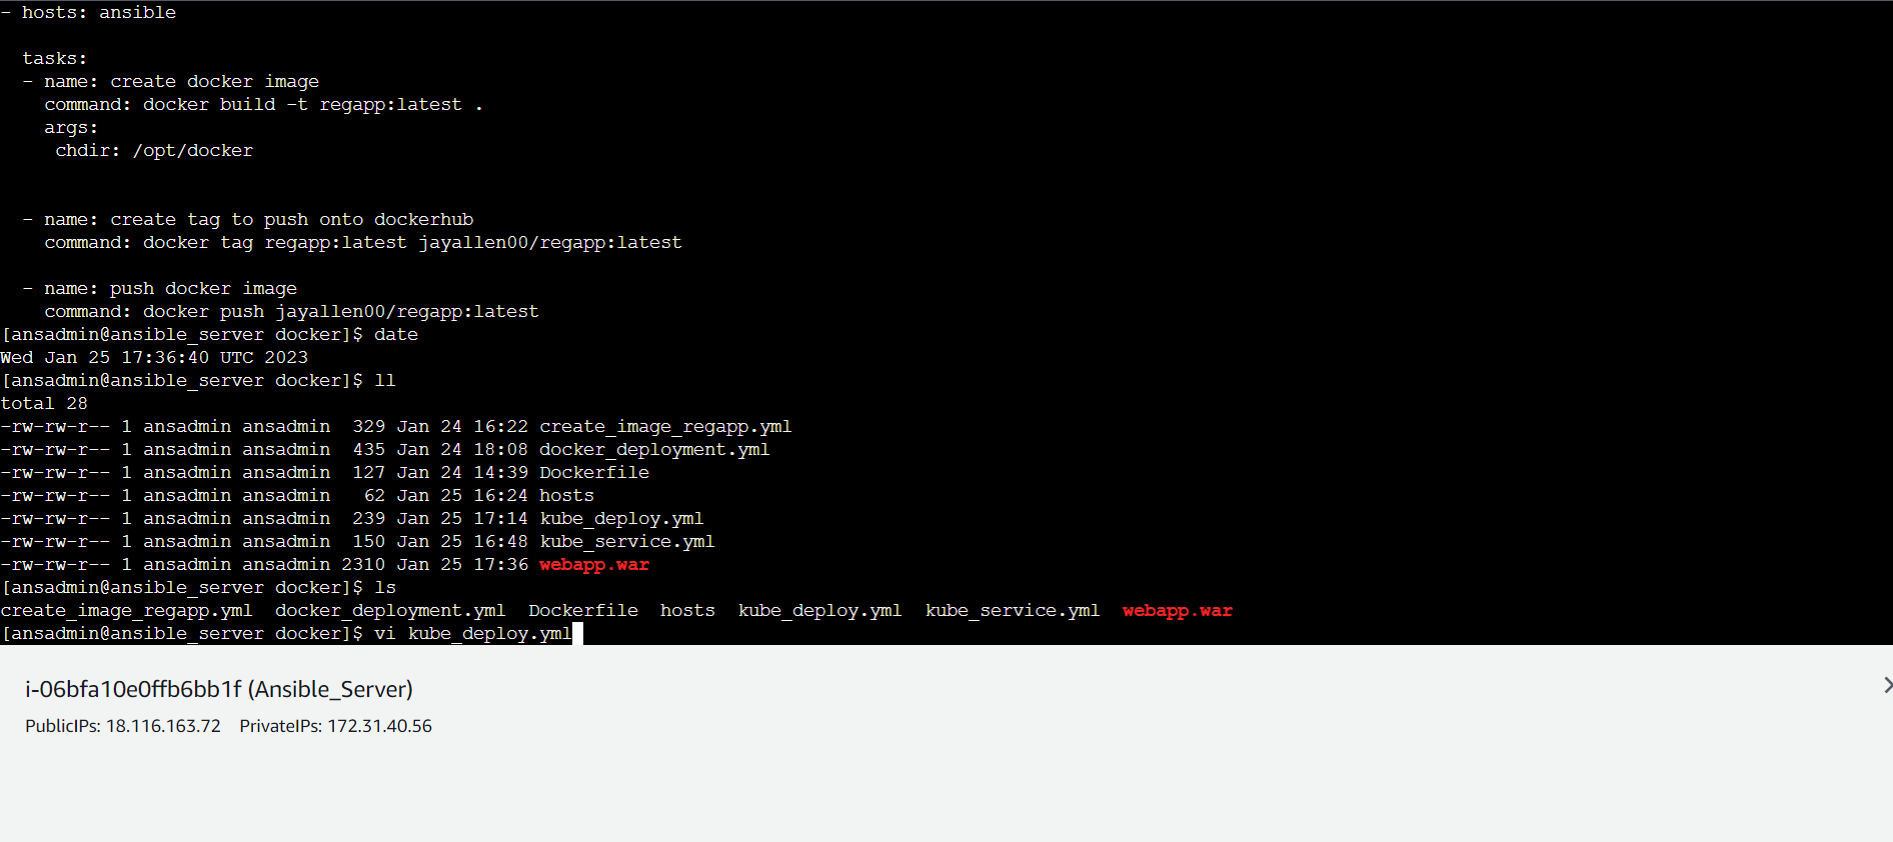 - hosts: ansible
tasks:
- name: create docker image
command: docker build -t regapp:latest .
args:
chdir: /opt/docker
- name: create tag to push onto dockerhub
command: docker tag regapp:latest jayallen00/regapp:latest
- name: push docker image
command: docker push jayallen00/regapp:latest
[ansadmin@ansible_server docker]$ date
Wed Jan 25 17:36:40 UTC 2023
[ansadmin@ansible_server docker]$ ll
total 28
-rw-rw-r-- 1 ansadmin ansadmin  329 Jan 24 16:22 create_image_regapp.yml
-rw-rw-r-- 1 ansadmin ansadmin  435 Jan 24 18:08 docker_deployment.yml
-rw-rw-r-- 1 ansadmin ansadmin  127 Jan 24 14:39 Dockerfile
-rw-rw-r-- 1 ansadmin ansadmin   62 Jan 25 16:24 hosts
-rw-rw-r-- 1 ansadmin ansadmin  239 Jan 25 17:14 kube_deploy.yml
-rw-rw-r-- 1 ansadmin ansadmin  150 Jan 25 16:48 kube_service.yml
-rw-rw-r-- 1 ansadmin ansadmin 2310 Jan 25 17:36 webapp.war
[ansadmin@ansible_server docker]$ ls
create_image_regapp.yml  docker_deployment.yml  Dockerfile  hosts  kube_deploy.yml  kube_service.yml  webapp.war
[ansadmin@ansible_server docker]$ vi kube_deploy.yml
i-06bfa10e0ffb6bb1f (Ansible_Server)
PublicIPs: 18.116.163.72    PrivateIPs: 172.31.40.56